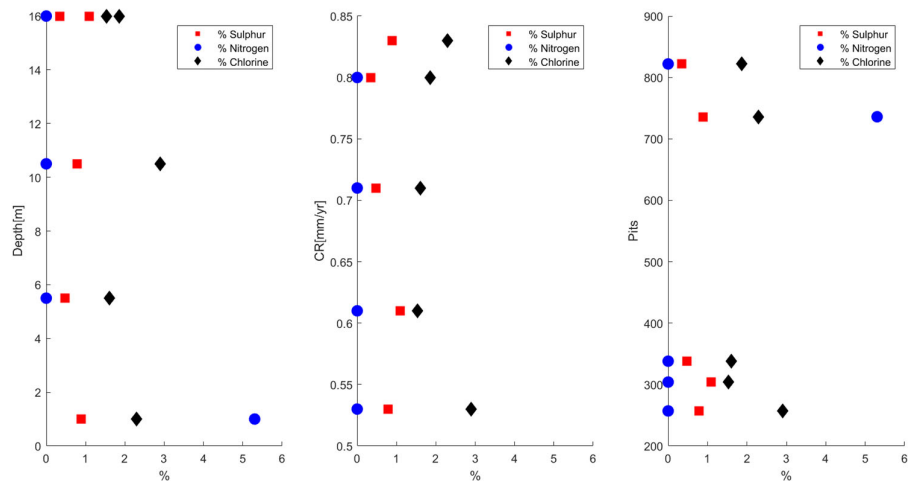 16
14
12
10
8
6
4
2
0
0 1 2 3 4 5 6
%
Depth[m]
% Sulphur
% Nitrogen
% Chlorine
0.85
0.8
0.75
0.7
0.65
0.6
0.55
0.5
0 1 2 3 4 5 6
%
CR[mm/yr]
% Sulphur
% Nitrogen
% Chlorine
900
800
700
600
500
400
300
200
0 1 2 3 4 5 6
%
Pits
% Sulphur
% Nitrogen
% Chlorine